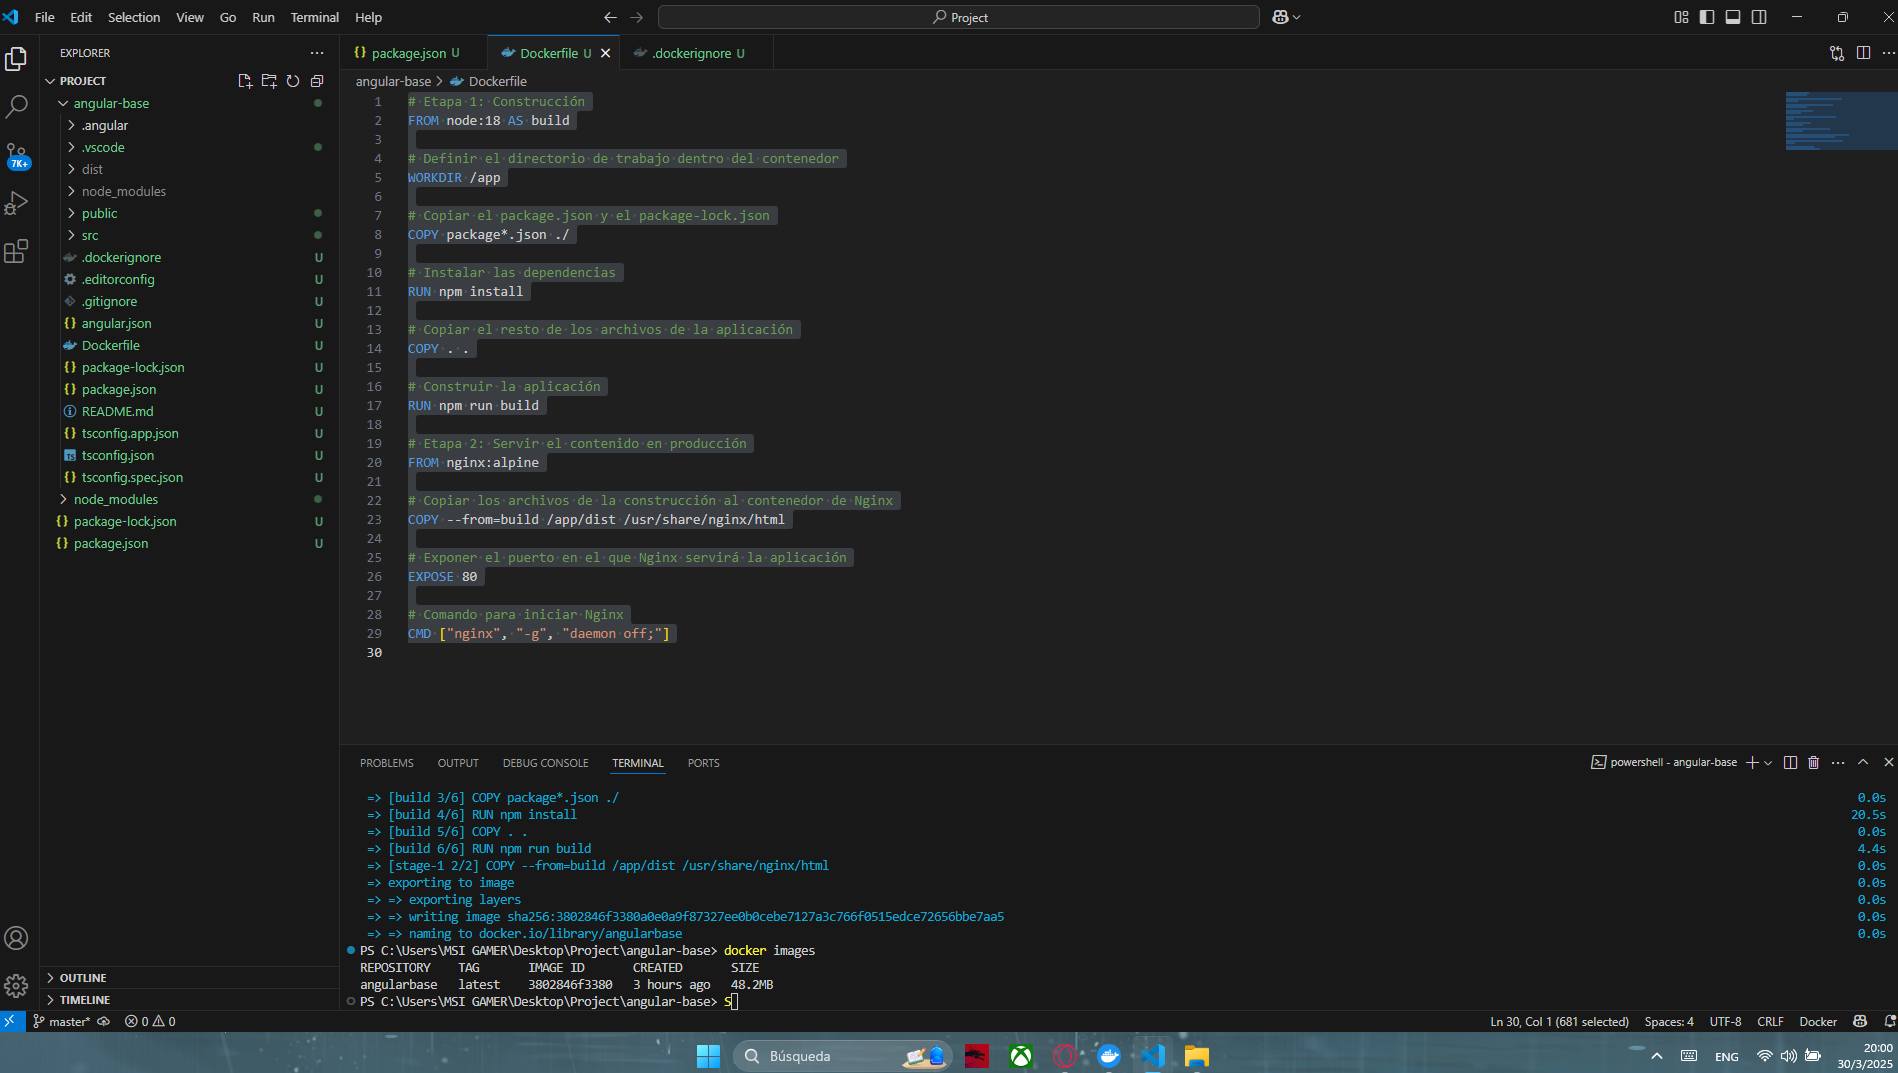 File Edit Selection View Go Run Terminal Help
Project
EXPLORER
PROJECT
angular-base
.angular
.vscode
dist
node_modules
public
src
.dockerignore U
.editorconfig U
.gitignore U
angular.json U
Dockerfile U
package-lock.json U
package.json U
README.md U
tsconfig.app.json U
tsconfig.json U
tsconfig.spec.json U
node_modules
package-lock.json U
package.json U
OUTLINE
TIMELINE
7K+
package.json U
Dockerfile U
.dockerignore U
angular-base > Dockerfile
1 # Etapa 1: Construcción
2 FROM node:18 AS build
3
4 # Definir el directorio de trabajo dentro del contenedor
5 WORKDIR /app
6
7 # Copiar el package.json y el package-lock.json
8 COPY package*.json ./
9
10 # Instalar las dependencias
11 RUN npm install
12
13 # Copiar el resto de los archivos de la aplicación
14 COPY . .
15
16 # Construir la aplicación
17 RUN npm run build
18
19 # Etapa 2: Servir el contenido en producción
20 FROM nginx:alpine
21
22 # Copiar los archivos de la construcción al contenedor de Nginx
23 COPY --from=build /app/dist /usr/share/nginx/html
24
25 # Exponer el puerto en el que Nginx servirá la aplicación
26 EXPOSE 80
27
28 # Comando para iniciar Nginx
29 CMD ["nginx", "-g", "daemon off;"]
30
PROBLEMS OUTPUT DEBUG CONSOLE TERMINAL PORTS
powershell - angular-base
=> [build 3/6] COPY package*.json ./ 0.0s
=> [build 4/6] RUN npm install 20.5s
=> [build 5/6] COPY . . 0.0s
=> [build 6/6] RUN npm run build 4.4s
=> [stage-1 2/2] COPY --from=build /app/dist /usr/share/nginx/html 0.0s
=> exporting to image 0.0s
=> => exporting layers 0.0s
=> => writing image sha256:3802846f3380a0e0a9f87327ee0b0cebe7127a3c766f0515edce72656bbe7aa5 0.0s
=> => naming to docker.io/library/angularbase 0.0s
PS C:\Users\MSI GAMER\Desktop\Project\angular-base> docker images
REPOSITORY TAG IMAGE ID CREATED SIZE
angularbase latest 3802846f3380 3 hours ago 48.2MB
PS C:\Users\MSI GAMER\Desktop\Project\angular-base> S
master* 0 0
Ln 30, Col 1 (681 selected) Spaces: 4 UTF-8 CRLF Docker
Búsqueda
ENG
20:00
30/3/2025